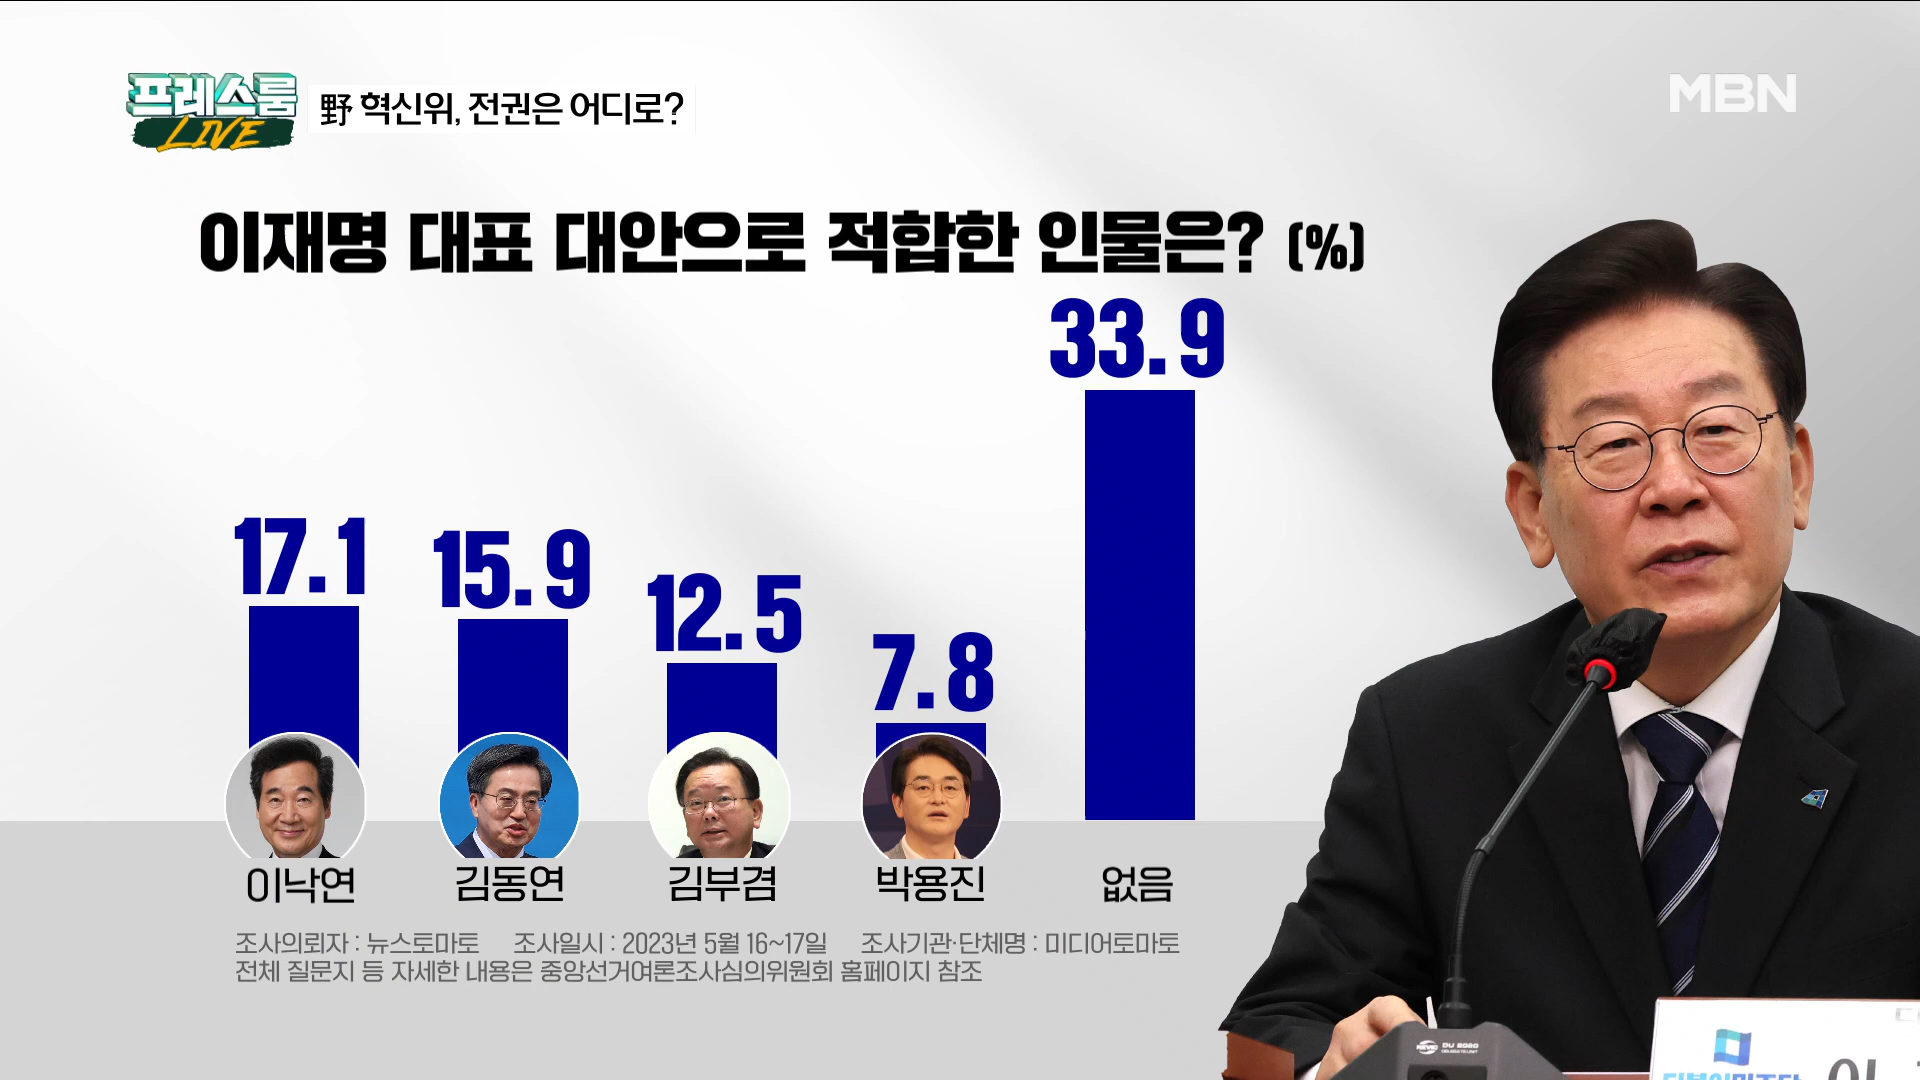 프레스룸
LIVE
野 혁신위, 전권은 어디로?
MBN
이재명 대표 대안으로 적합한 인물은? (%)
33.9
17.1
15.9
12.5
7.8
이낙연
김동연
김부겸
박용진
없음
조사의뢰자 : 뉴스토마토 조사일시 : 2023년 5월 16~17일 조사기관·단체명 : 미디어토마토
전체 질문지 등 자세한 내용은 중앙선거여론조사심의위원회 홈페이지 참조